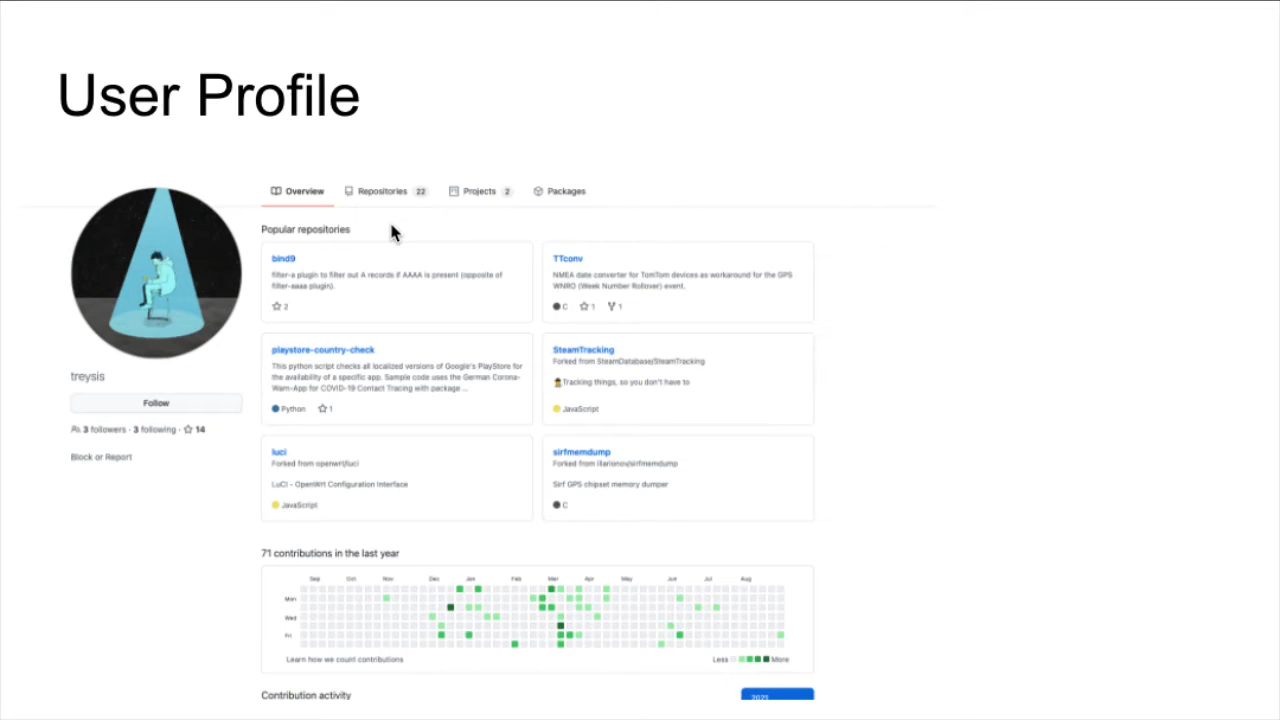 User Profile
Overview Repositories 22 Projects 2 Packages
treysis
Follow
3 followers · 3 following · 14
Block or Report
Popular repositories
bind9
filter-a plugin to filter out A records if AAAA is present (opposite of
filter-aaaa plugin).
2
TTconv
NMEA date converter for TomTom devices as workaround for the GPS
WNRO (Week Number Rollover) event.
C 1 1
playstore-country-check
This python script checks all localized versions of Google's PlayStore for
the availability of a specific app. Sample code uses the German Corona-
Warn-App for COVID-19 Contact Tracing with package ...
Python 1
SteamTracking
Forked from SteamDatabase/SteamTracking
Tracking things, so you don't have to
JavaScript
luci
Forked from openwrt/luci
LuCI - OpenWrt Configuration Interface
JavaScript
sirfmemdump
Forked from illarionov/sirfmemdump
Sirf GPS chipset memory dumper
C
71 contributions in the last year
Sep Oct Nov Dec Jan Feb Mar Apr May Jun Jul Aug
Mon
Wed
Fri
Learn how we count contributions
Less More
Contribution activity
2021